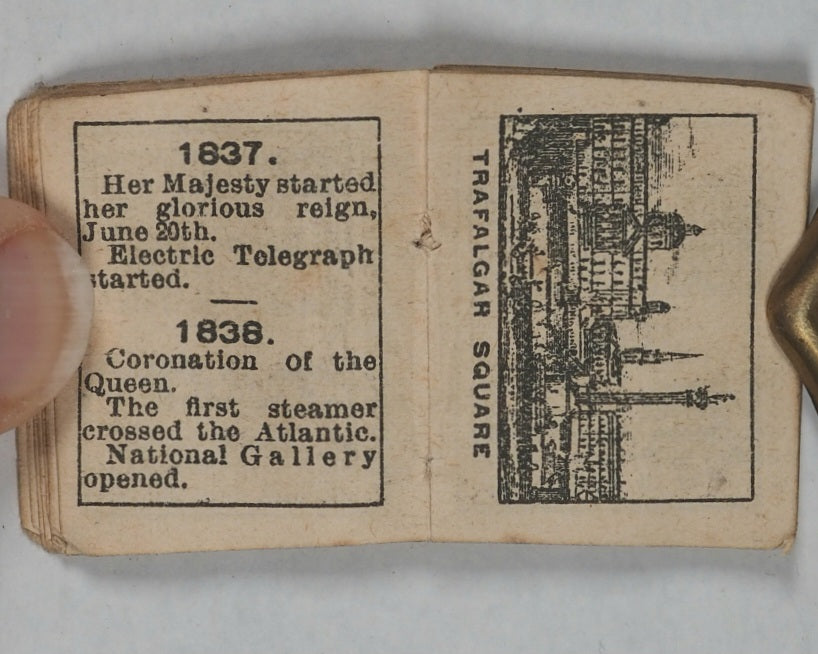 1837.
Her Majesty started
her glorious reign,
June 20th.
Electric Telegraph
started.
1838.
Coronation of the
Queen.
The first steamer
crossed the Atlantic.
National Gallery
opened.
TRAFALGAR SQUARE